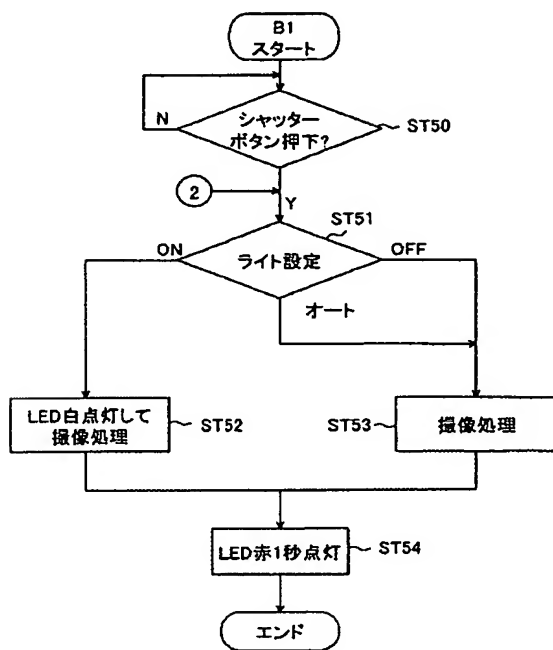 B1
スタート
N
シャッター
ボタン押下?
ST50
2
Y
ST51
ON
ライト設定
OFF
オート
LED白点灯して
撮像処理
ST52
ST53
撮像処理
LED赤1秒点灯
ST54
エンド